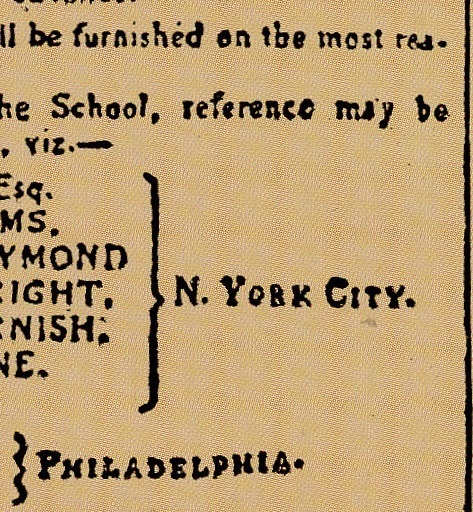 ll be furnished on the most rea-
he School, reference may be
, viz.—
Esq.
MS.
YMOND
IGHT,
NISH,
NE.
} N. YORK CITY.
} PHILADELPHIA.